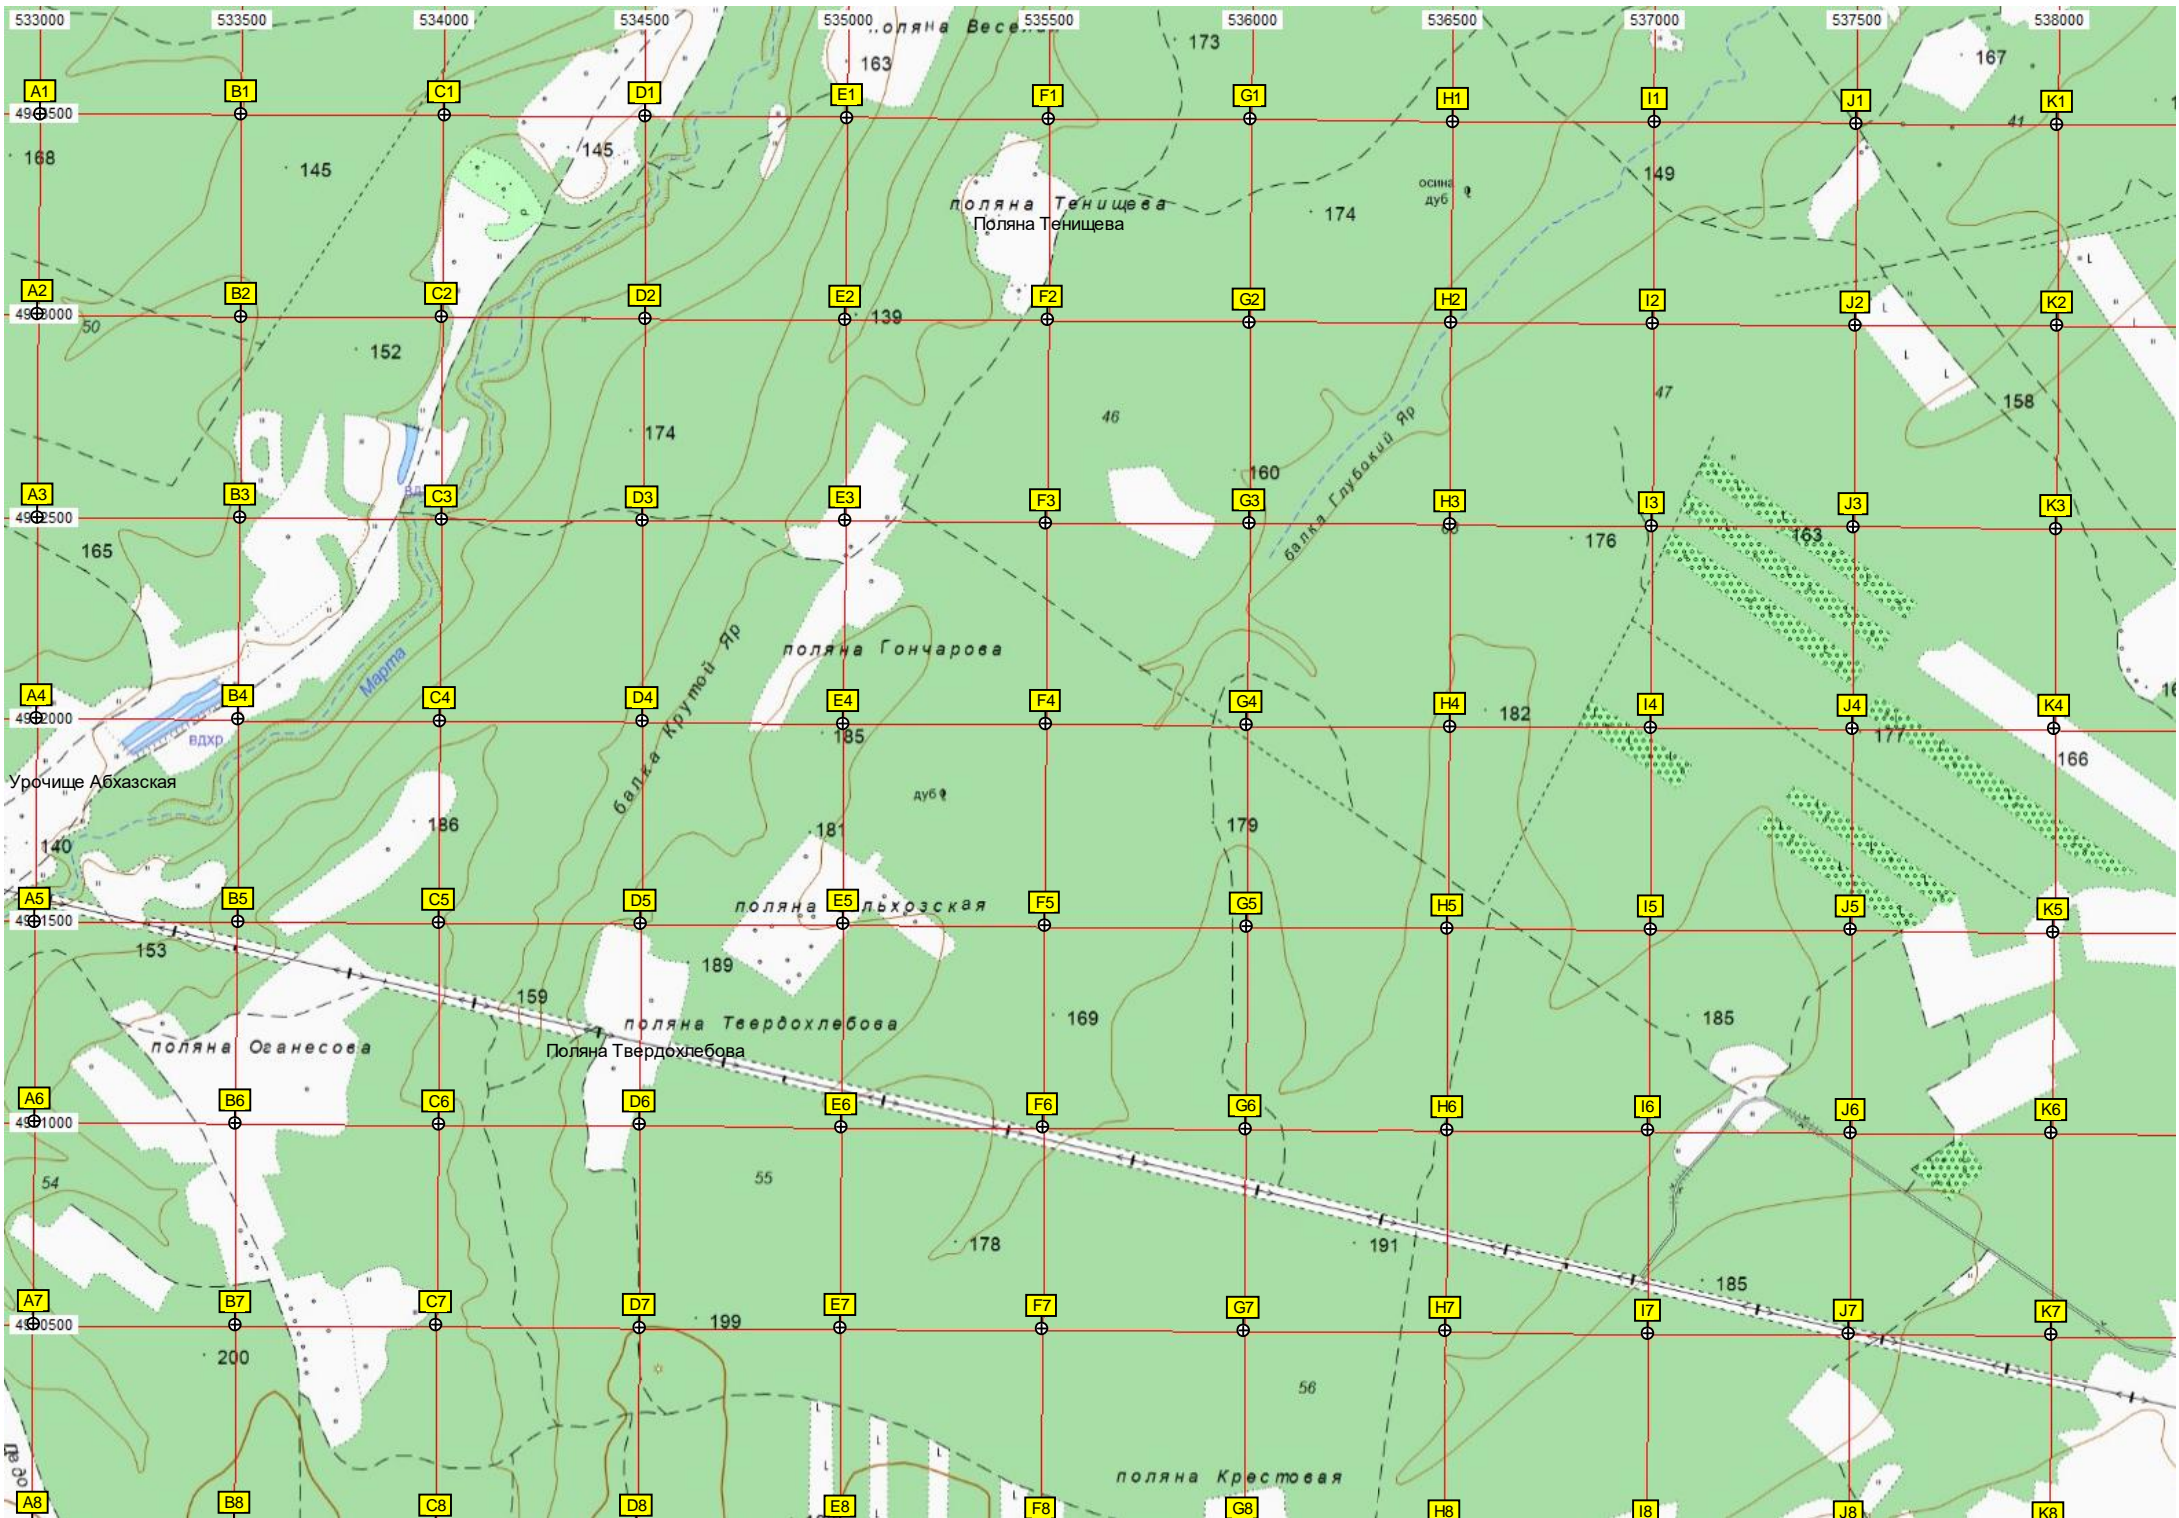 533000 533500 534000 534500 535000 535500 536000 536500 537000 537500 538000
173
167
163
A1 B1 C1 D1 E1 F1 G1 H1 I1 J1 K1
41
168
145
145
149
осина
дуб
174
поляна Тенищева
Поляна Тенищева
A2 B2 C2 D2 E2 F2 G2 H2 I2 J2 K2
50
139
152
47
158
46
174
160
балка Глубокий Яр
A3 B3 C3 D3 E3 F3 G3 H3 I3 J3 K3
165
176
163
поляна Гончарова
Марта
балка Крутой Яр
A4 B4 C4 D4 E4 F4 G4 H4 I4 J4 K4
182
вдхр.
185
177
166
Урочище Абхазская
дуб
186
181
179
140
A5 B5 C5 D5 E5 F5 G5 H5 I5 J5 K5
поляна
153
189
159
169
185
поляна Твердохлебова
поляна Оганесова
Поляна Твердохлебова
A6 B6 C6 D6 E6 F6 G6 H6 I6 J6 K6
54
55
178
191
185
A7 B7 C7 D7 E7 F7 G7 H7 I7 J7 K7
199
200
56
поляна Крестовая
A8 B8 C8 D8 E8 F8 G8 H8 I8 J8 K8